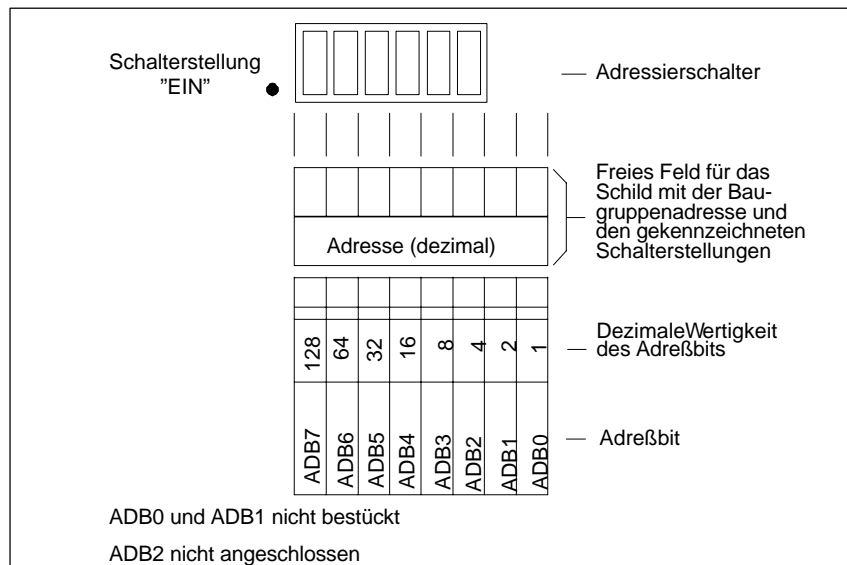 Schalterstellung
”EIN”
Adressierschalter
Freies Feld für das
Schild mit der Bau-
gruppenadresse und
den gekennzeichneten
Schalterstellungen
Adresse (dezimal)
128 64 32 16 8 4 2 1
DezimaleWertigkeit
des Adreßbits
ADB7 ADB6 ADB5 ADB4 ADB3 ADB2 ADB1 ADB0
Adreßbit
ADB0 und ADB1 nicht bestückt
ADB2 nicht angeschlossen